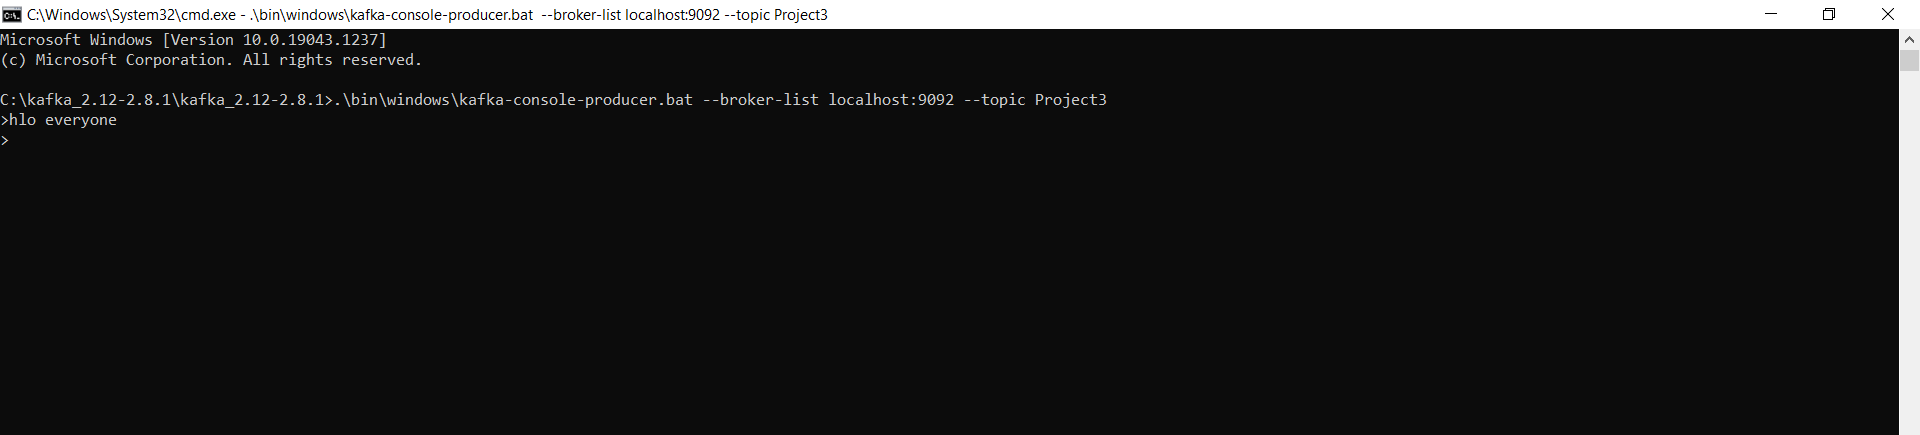 C:\Windows\System32\cmd.exe - .\bin\windows\kafka-console-producer.bat  --broker-list localhost:9092 --topic Project3
Microsoft Windows [Version 10.0.19043.1237]
(c) Microsoft Corporation. All rights reserved.
C:\kafka_2.12-2.8.1\kafka_2.12-2.8.1>.\bin\windows\kafka-console-producer.bat --broker-list localhost:9092 --topic Project3
>hlo everyone
>